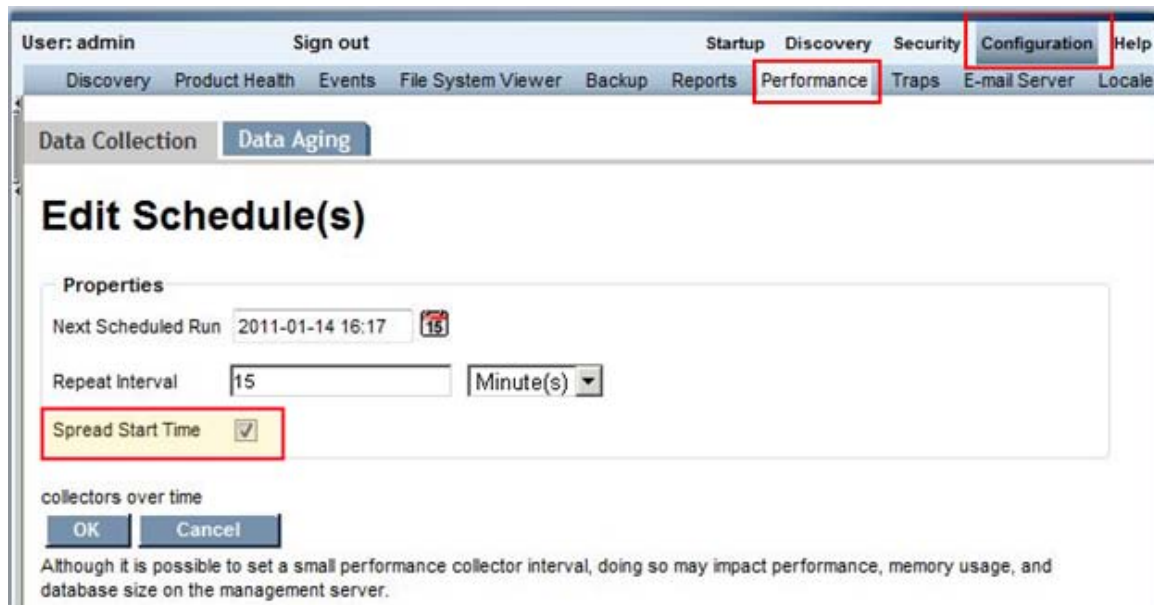 User: admin Sign out Startup Discovery Security Configuration Help
Discovery Product Health Events File System Viewer Backup Reports Performance Traps E-mail Server Locale
Data Collection Data Aging
Edit Schedule(s)
Properties
Next Scheduled Run 2011-01-14 16:17 15
Repeat Interval 15 Minute(s)
Spread Start Time
collectors over time
OK Cancel
Although it is possible to set a small performance collector interval, doing so may impact performance, memory usage, and
database size on the management server.